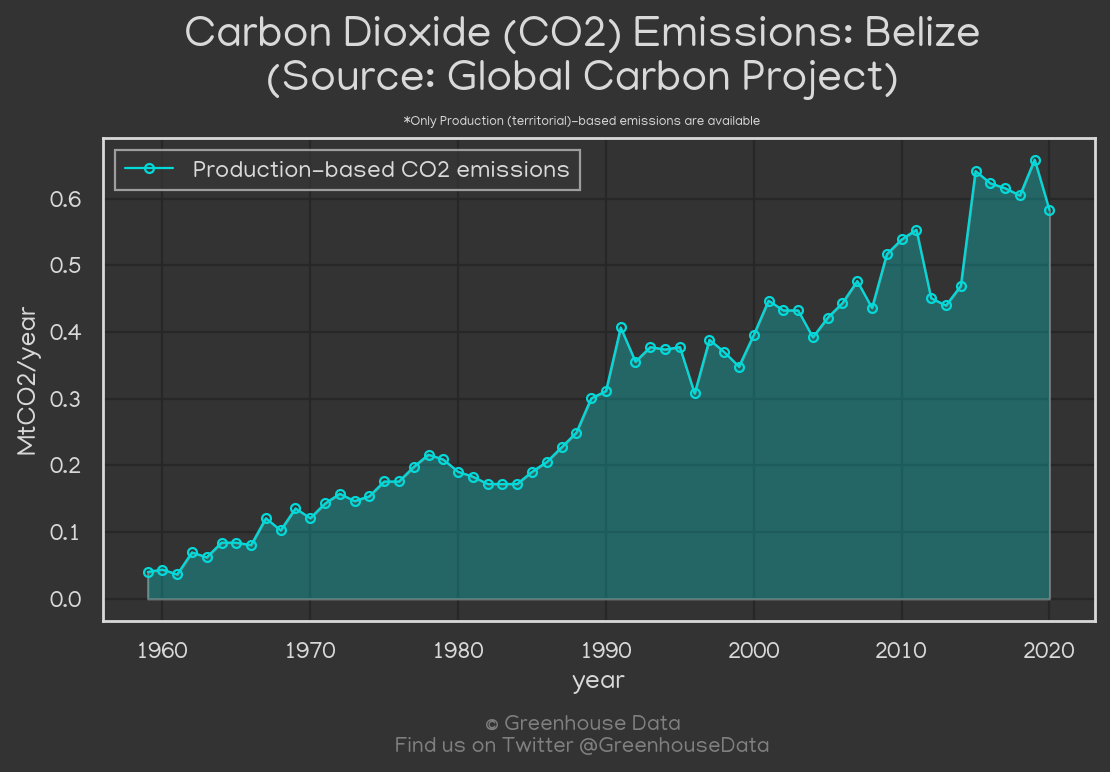 Carbon Dioxide (CO2) Emissions: Belize
(Source: Global Carbon Project)
*Only Production (territorial)-based emissions are available
Production-based CO2 emissions
0.6
0.5
0.4
0.3
0.2
0.1
0.0
MtCO2/year
1960 1970 1980 1990 2000 2010 2020
year
© Greenhouse Data
Find us on Twitter @GreenhouseData